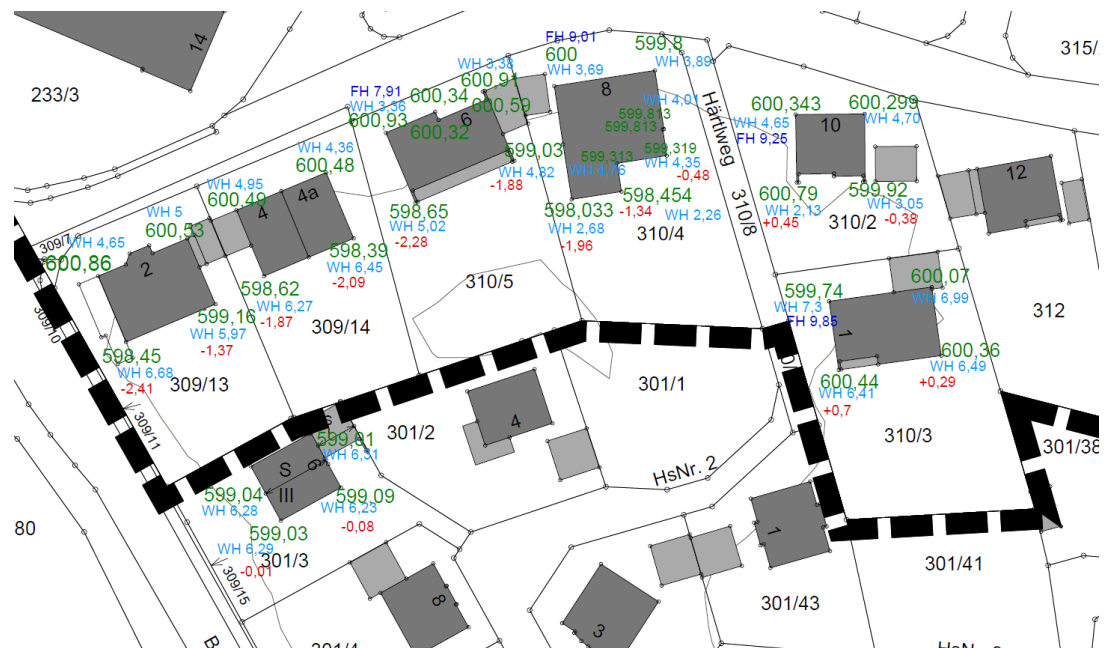 14
233/3
FH 9,01
600
WH 3,69
599,8
WH 3,89
315/
WH 3,38
600,91
FH 7,91
WH 3,36
600,93
600,34
600,59
600,32
6
8
WH 4,01
599,813
599,813
599,319
WH 4,35
-0,48
599,313
WH 4,76
Härtlweg
600,343
600,299
WH 4,65
WH 4,70
FH 9,25
10
599,03
WH 4,82
-1,88
WH 4,36
600,48
4a
WH 4,95
600,49
4
WH 5
600,53
309/7
WH 4,65
600,86
2
598,65
WH 5,02
-2,28
598,033
WH 2,68
-1,96
598,454
-1,34
WH 2,26
310/4
310/8
600,79
WH 2,13
+0,45
599,92
WH 3,05
-0,38
310/2
12
598,39
WH 6,45
-2,09
310/5
598,62
WH 6,27
-1,87
309/14
599,16
WH 5,97
-1,37
309/10
598,45
WH 6,68
-2,41
309/13
309/11
599,74
WH 7,3
FH 9,85
600,07
WH 6,99
1
312
600,36
WH 6,49
+0,29
600,44
WH 6,41
+0,7
310/3
301/1
301/2
4
599,81
WH 6,31
S
III
6
599,04
WH 6,28
599,09
WH 6,23
-0,08
599,03
WH 6,29
-0,01
301/3
309/15
HsNr. 2
301/38
80
1
301/41
301/43
8
3
B
301/4
HsNr.